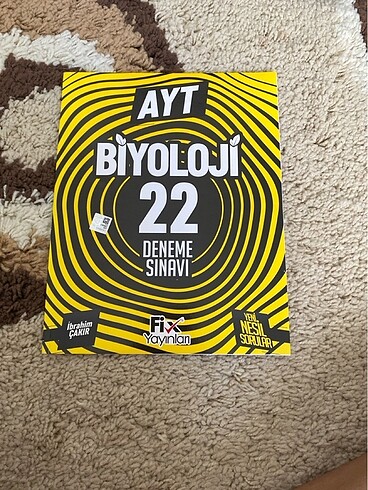 AYT
BİYOLOJİ
22
DENEME
SINAVI
İbrahim
ÇAKIR
Fix
Yayınları
YENİ
NESİL
SORULAR